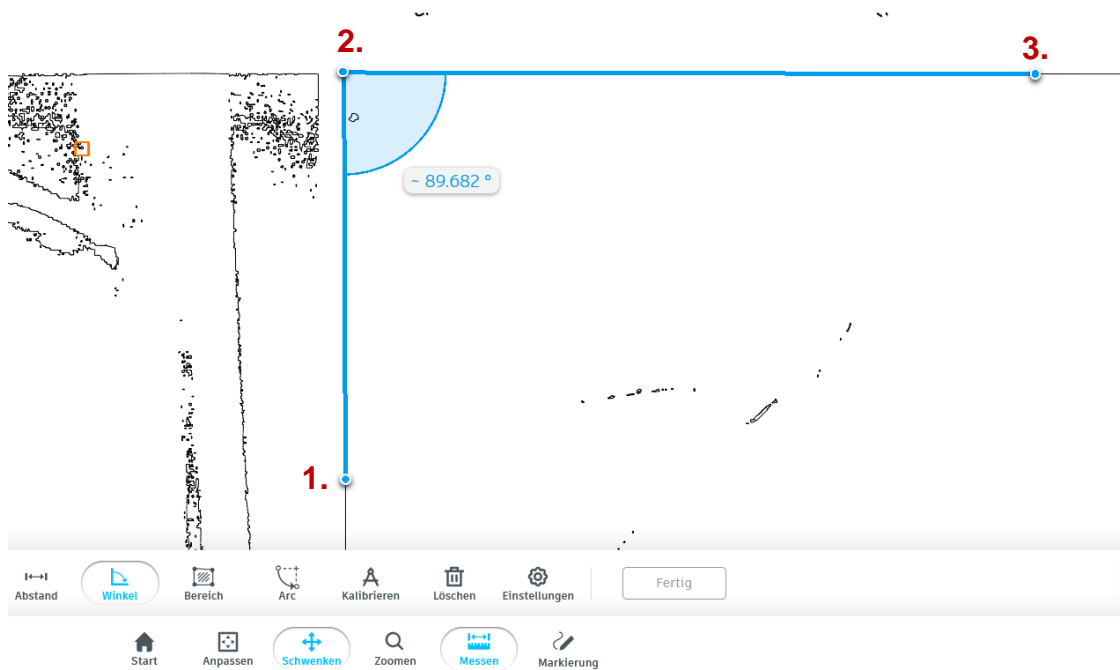 2.
3.
~ 89.682 °
1.
Abstand
Winkel
Bereich
Arc
Kalibrieren
Löschen
Einstellungen
Fertig
Start
Anpassen
Schwenken
Zoomen
Messen
Markierung